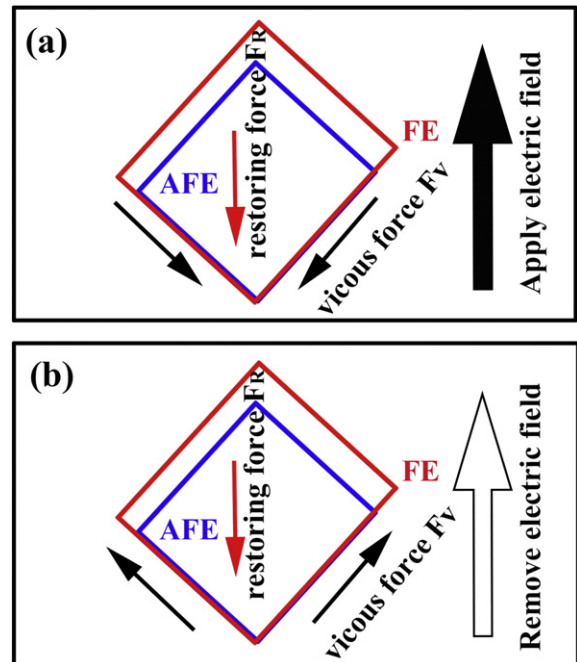 (a)
restoring force FR
FE
AFE
vicous force FV
Apply electric field
(b)
restoring force FR
FE
AFE
vicous force FV
Remove electric field